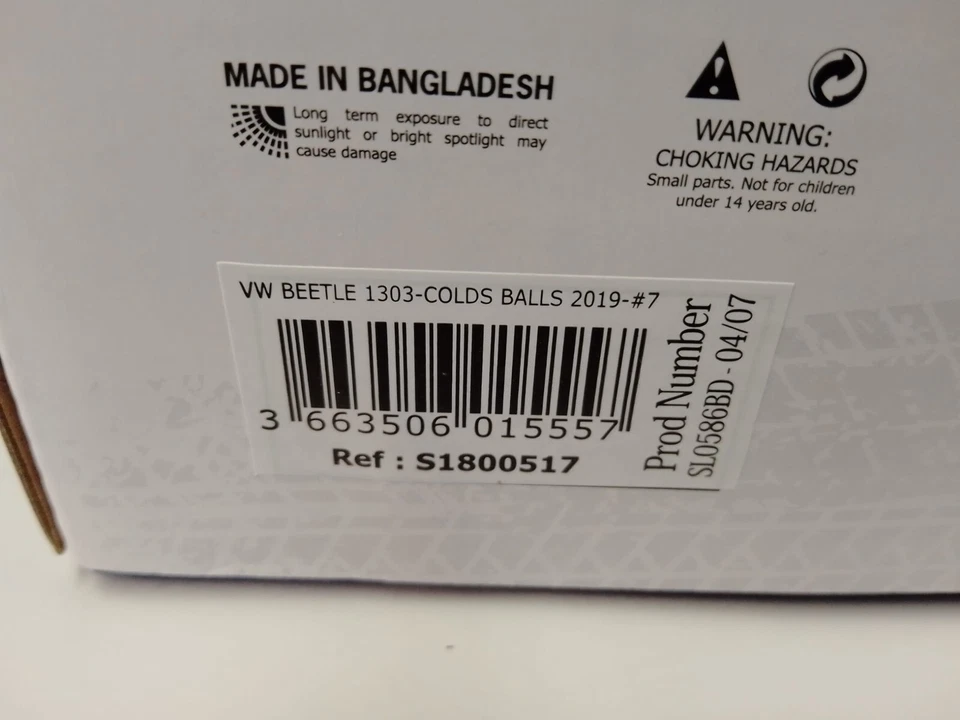 MADE IN BANGLADESH
Long term exposure to direct
sunlight or bright spotlight may
cause damage
WARNING:
CHOKING HAZARDS
Small parts. Not for children
under 14 years old.
VW BEETLE 1303-COLDS BALLS 2019-#7
3 663506 015557
Ref : S1800517
Prod Number
SL0586BD - 04/07